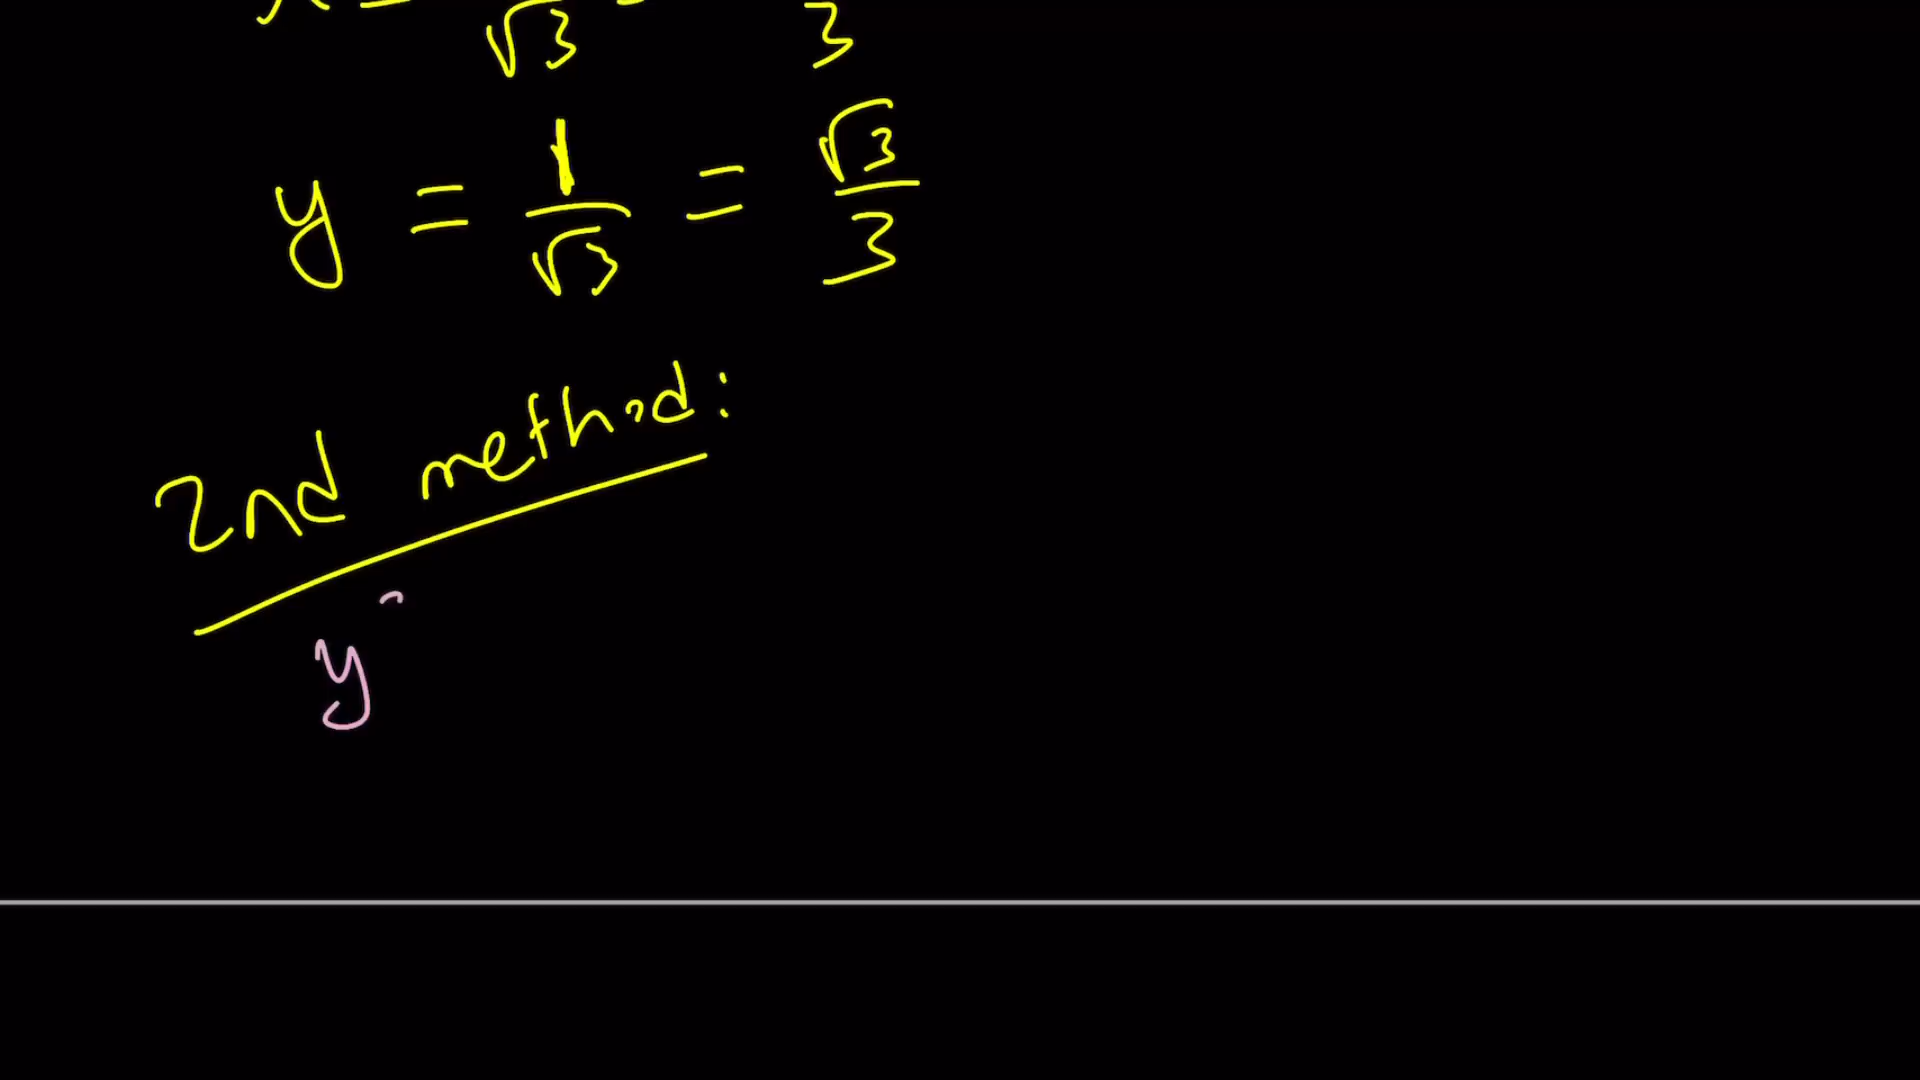 √3 3
y = 1/√3 = √3/3
2nd method:
y